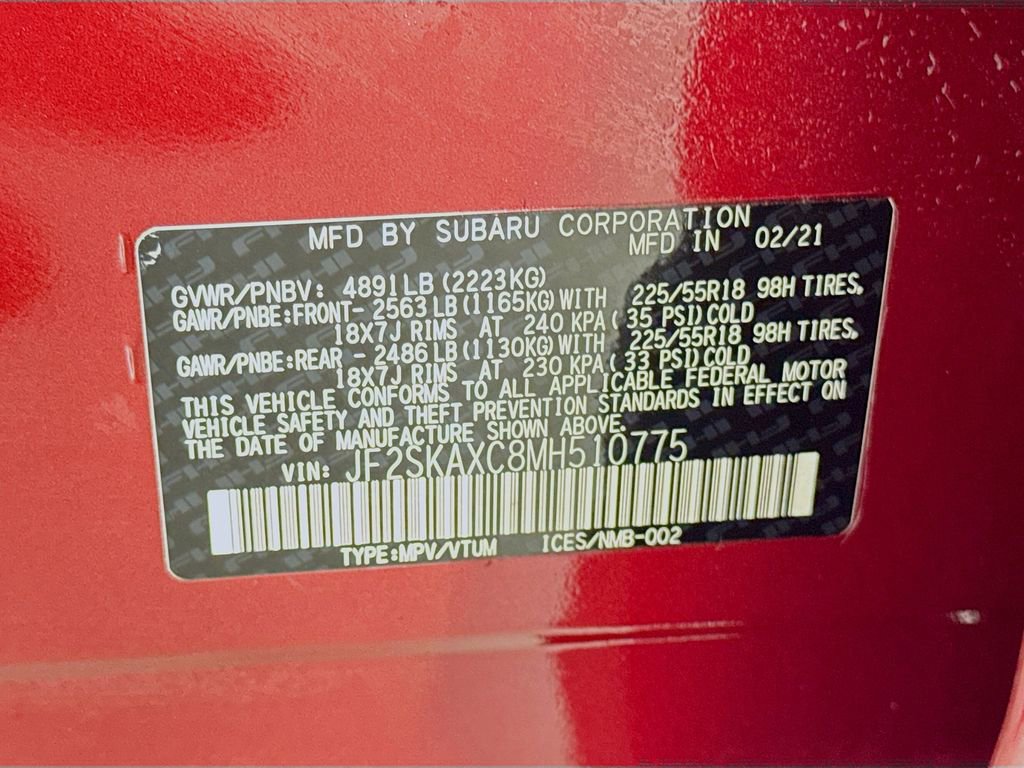 MFD BY SUBARU CORPORATION
MFD IN 02/21
GVWR/PNBV: 4891LB (2223KG)
GAWR/PNBE:FRONT- 2563 LB (1165KG) WITH 225/55R18 98H TIRES,
18X7J RIMS AT 240 KPA( 35 PSI) COLD
GAWR/PNBE:REAR - 2486 LB (1130KG) WITH 225/55R18 98H TIRES,
18X7J RIMS AT 230 KPA( 33 PSI) COLD
THIS VEHICLE CONFORMS TO ALL APPLICABLE FEDERAL MOTOR
VEHICLE SAFETY AND THEFT PREVENTION STANDARDS IN EFFECT ON
THE DATE OF MANUFACTURE SHOWN ABOVE.
VIN: JF2SKAXC8MH510775
TYPE:MPV/VTUM ICES/NMB-002